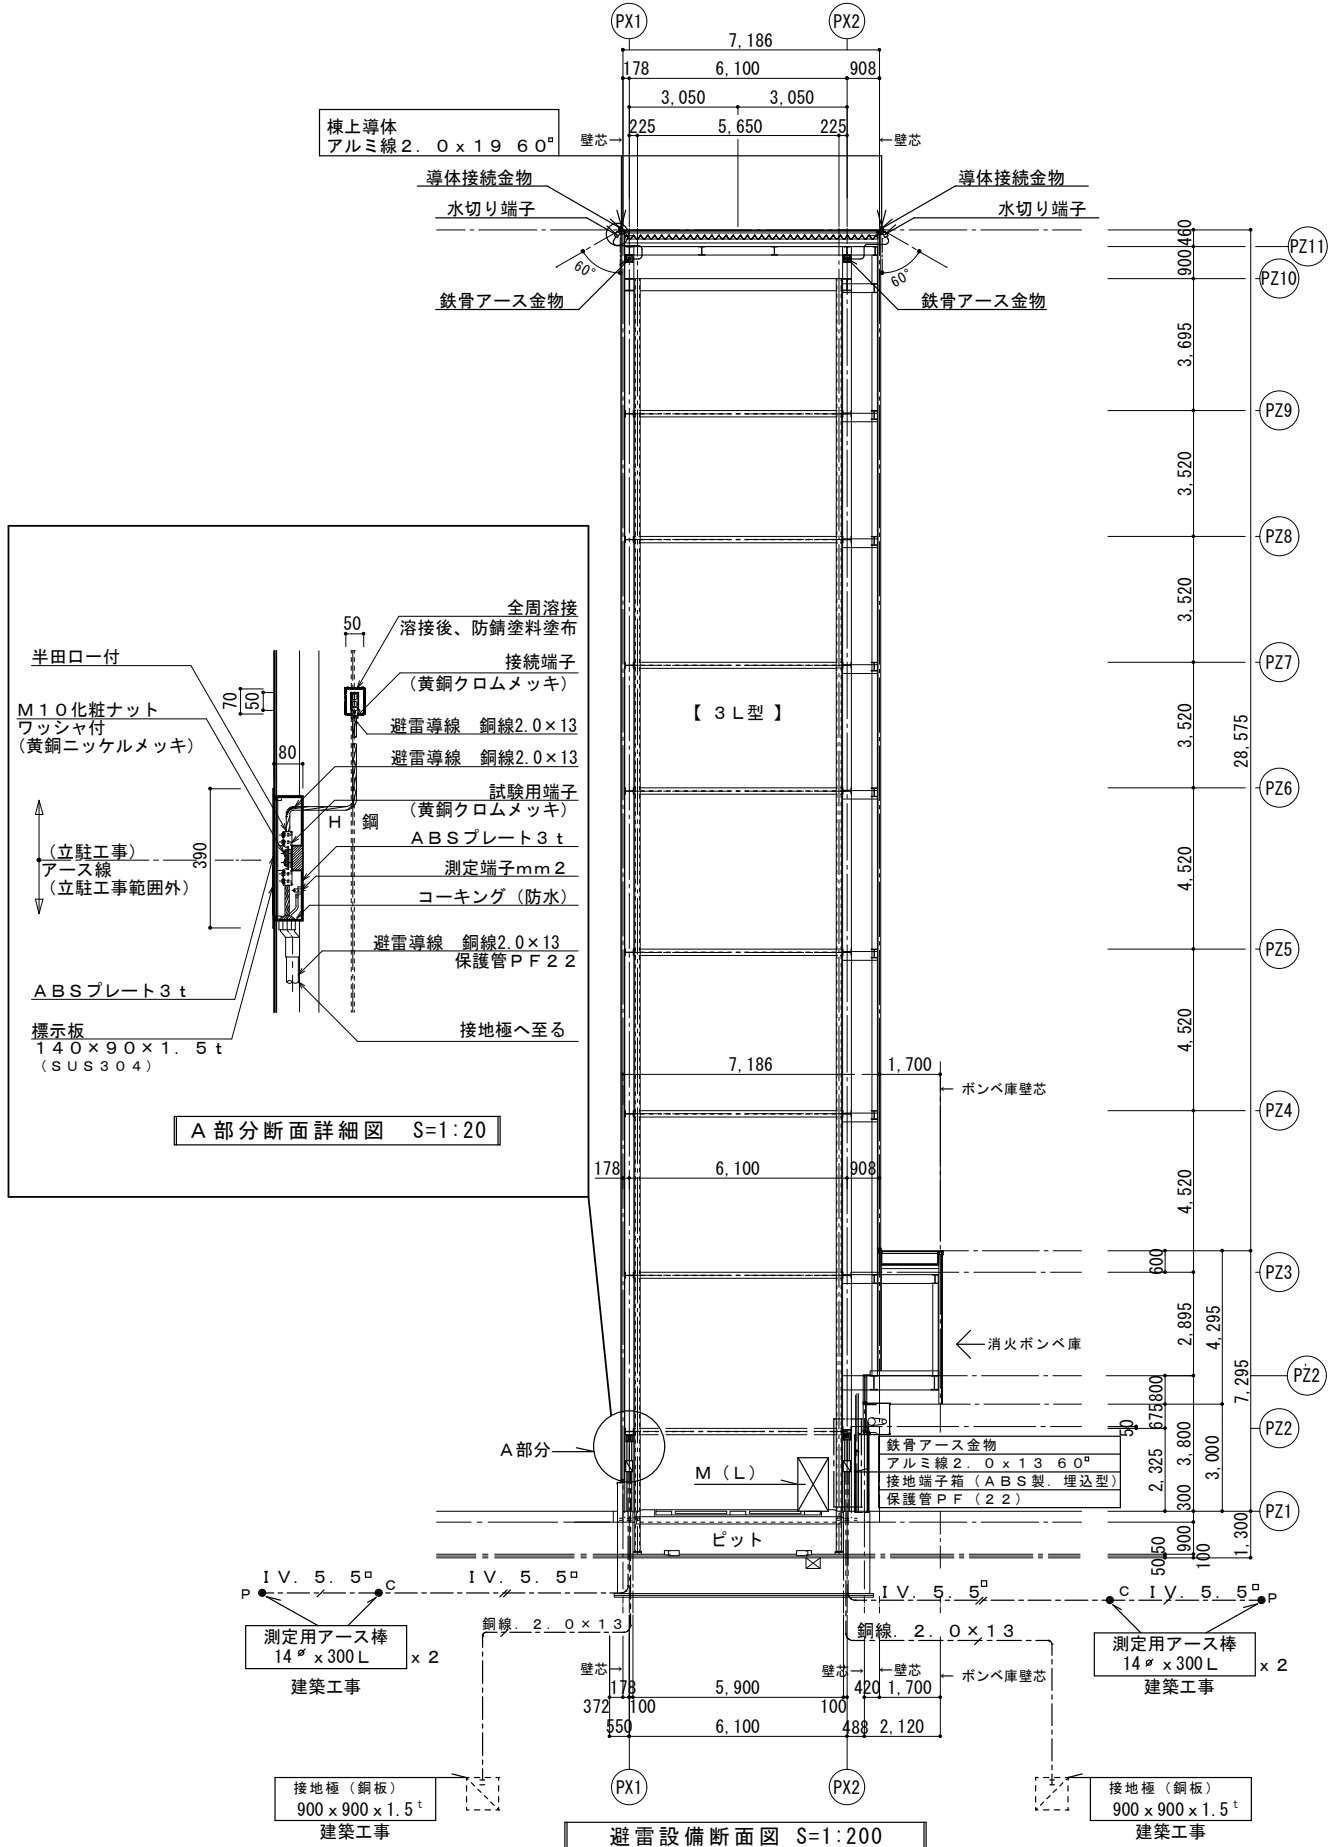 PX1
PX2
7,186
178
6,100
908
3,050
3,050
225
5,650
225
棟上導体
アルミ線2.0x19 60□
壁芯
壁芯
導体接続金物
導体接続金物
水切り端子
水切り端子
60°
60°
鉄骨アース金物
鉄骨アース金物
460
PZ11
900
PZ10
3,695
PZ9
3,520
PZ8
3,520
PZ7
3,520
28,575
PZ6
4,520
PZ5
4,520
PZ4
4,520
【 3L型 】
50
全周溶接
溶接後、防錆塗料塗布
半田ロー付
接続端子
(黄銅クロムメッキ)
70
50
M10化粧ナット
ワッシャ付
(黄銅ニッケルメッキ)
避雷導線 銅線2.0×13
80
避雷導線 銅線2.0×13
試験用端子
(黄銅クロムメッキ)
H 鋼
ABSプレート3t
390
(立駐工事)
アース線
(立駐工事範囲外)
測定端子mm2
コーキング(防水)
避雷導線 銅線2.0×13
保護管PF22
ABSプレート3t
標示板
140×90×1.5t
(SUS304)
接地極へ至る
A部分断面詳細図 S=1:20
7,186
1,700
ボンベ庫壁芯
178
6,100
908
600
PZ3
2,895
4,295
消火ボンベ庫
7,295
PZ2
800
675
50
PZ2
A部分
M(L)
鉄骨アース金物
アルミ線2.0x13 60□
接地端子箱(ABS製.埋込型)
保護管PF(22)
2,325
3,800
3,000
300
PZ1
ピット
900
1,300
50
50
100
IV.5.5□
IV.5.5□
P
C
IV.5.5□
C
IV.5.5□
P
銅線.2.0×13
銅線.2.0×13
測定用アース棒
14φx300L
x2
建築工事
測定用アース棒
14φx300L
x2
建築工事
壁芯
壁芯
壁芯
ボンベ庫壁芯
178
5,900
420
1,700
372
100
100
550
6,100
488
2,120
PX1
PX2
接地極(銅板)
900x900x1.5t
建築工事
接地極(銅板)
900x900x1.5t
建築工事
避雷設備断面図 S=1:200